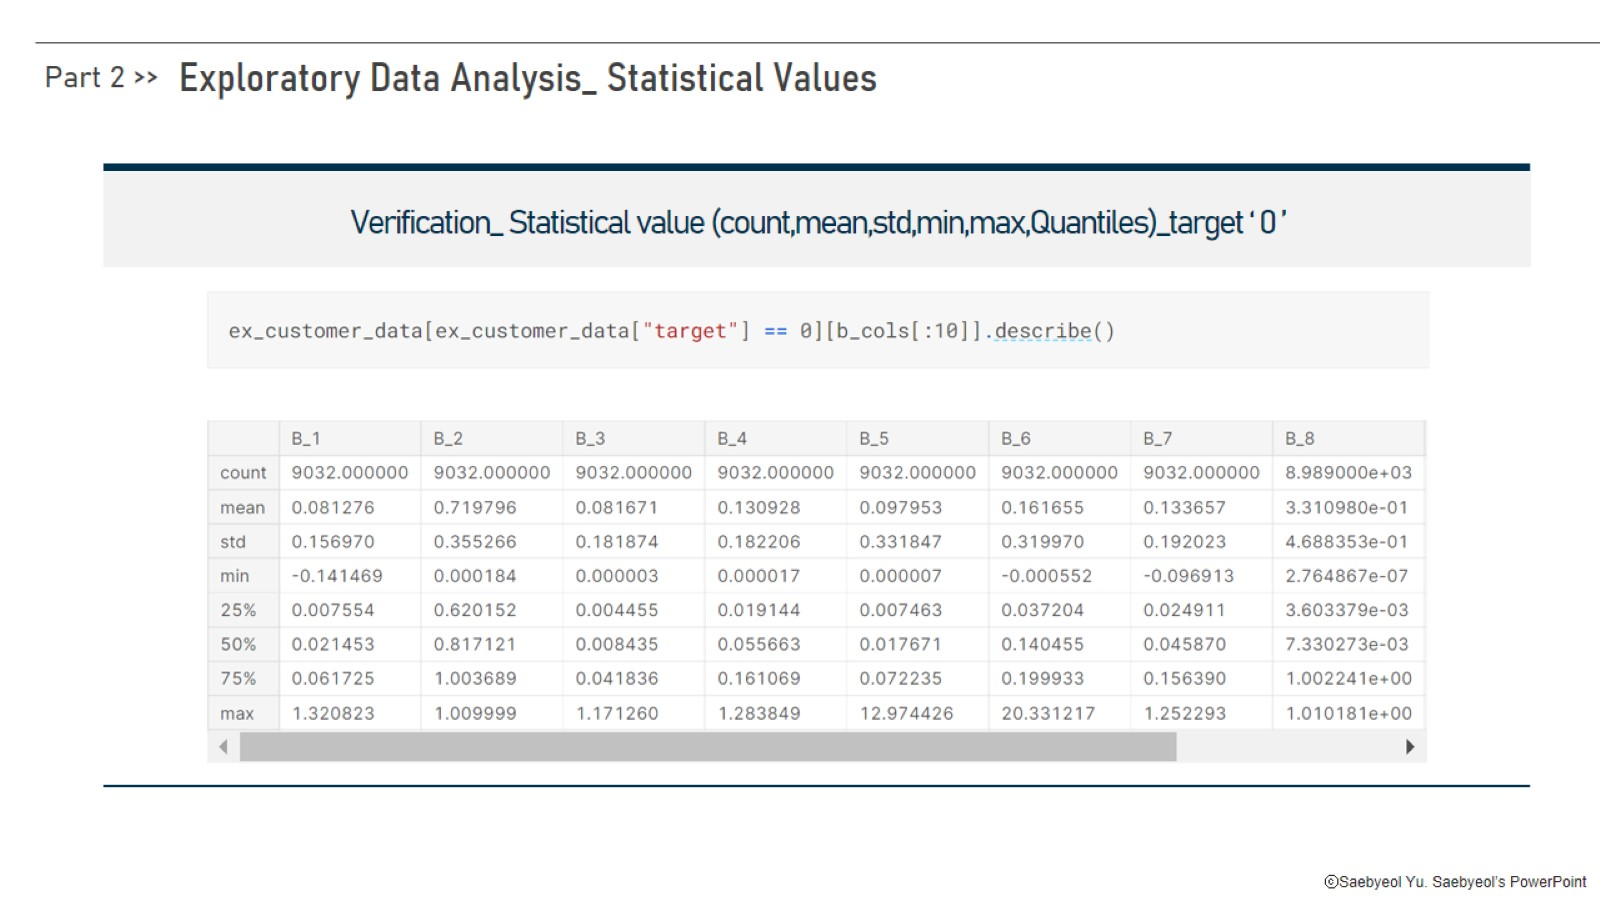 Part 2 >> Exploratory Data Analysis_ Statistical Values
Verification_ Statistical value (count,mean,std,min,max,Quantiles)_target ‘ 0 ’
ex_customer_data[ex_customer_data["target"] == 0][b_cols[:10]].describe()
B_1 B_2 B_3 B_4 B_5 B_6 B_7 B_8
count 9032.000000 9032.000000 9032.000000 9032.000000 9032.000000 9032.000000 9032.000000 8.989000e+03
mean 0.081276 0.719796 0.081671 0.130928 0.097953 0.161655 0.133657 3.310980e-01
std 0.156970 0.355266 0.181874 0.182206 0.331847 0.319970 0.192023 4.688353e-01
min -0.141469 0.000184 0.000003 0.000017 0.000007 -0.000552 -0.096913 2.764867e-07
25% 0.007554 0.620152 0.004455 0.019144 0.007463 0.037204 0.024911 3.603379e-03
50% 0.021453 0.817121 0.008435 0.055663 0.017671 0.140455 0.045870 7.330273e-03
75% 0.061725 1.003689 0.041836 0.161069 0.072235 0.199933 0.156390 1.002241e+00
max 1.320823 1.009999 1.171260 1.283849 12.974426 20.331217 1.252293 1.010181e+00
ⓒSaebyeol Yu. Saebyeol’s PowerPoint